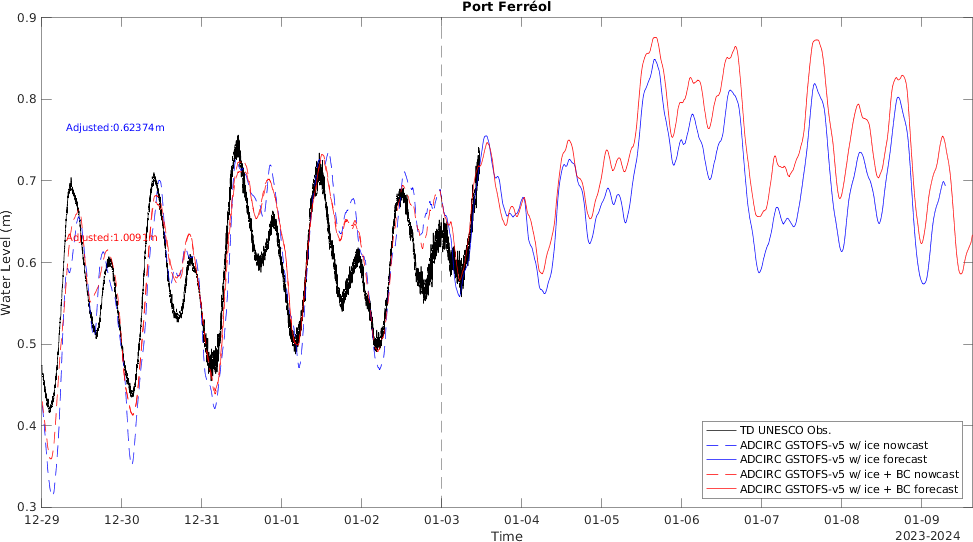 Port Ferréol
0.9
0.8
0.7
0.6
0.5
0.4
0.3
Water Level (m)
Adjusted:0.62374m
Adjusted:1.0091m
TD UNESCO Obs.
ADCIRC GSTOFS-v5 w/ ice nowcast
ADCIRC GSTOFS-v5 w/ ice forecast
ADCIRC GSTOFS-v5 w/ ice + BC nowcast
ADCIRC GSTOFS-v5 w/ ice + BC forecast
12-29 12-30 12-31 01-01 01-02 01-03 01-04 01-05 01-06 01-07 01-08 01-09
Time
2023-2024